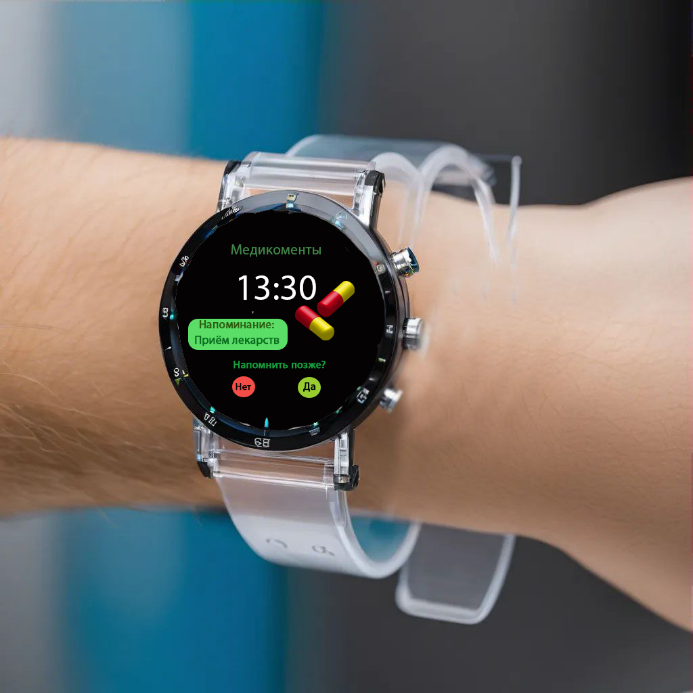 Медикоменты
13:30
Напоминание:
Приём лекарств
Напомнить позже?
Нет Да